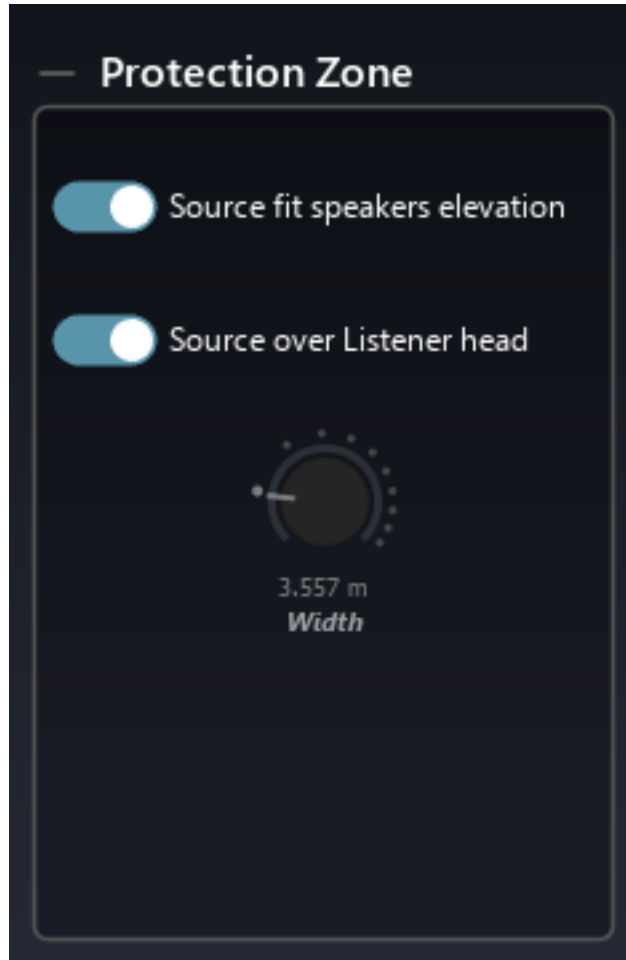 Protection Zone
Source fit speakers elevation
Source over Listener head
3.557 m
Width